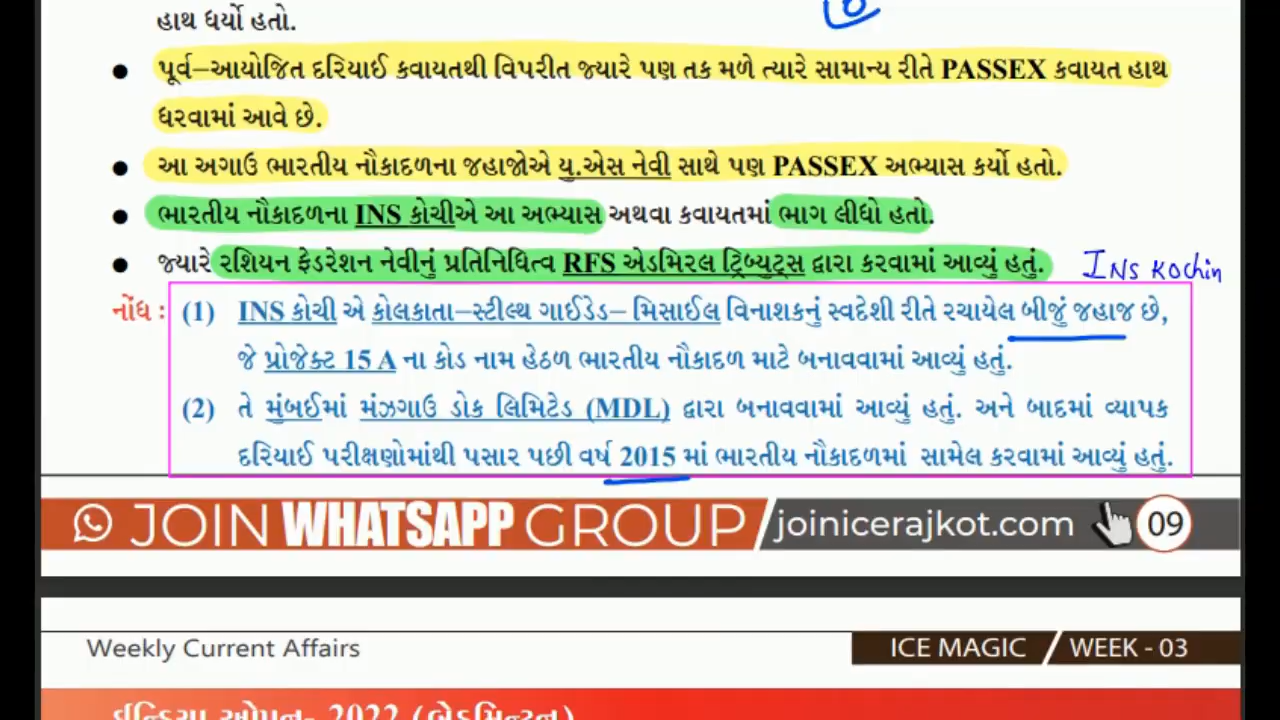 હાથ ધર્યો હતો.
● પૂર્વ–આયોજિત દરિયાઈ કવાયતથી વિપરીત જ્યારે પણ તક મળે ત્યારે સામાન્ય રીતે PASSEX કવાયત હાથ
ધરવામાં આવે છે.
● આ અગાઉ ભારતીય નૌકાદળના જહાજોએ યુ.એસ નેવી સાથે પણ PASSEX અભ્યાસ કર્યો હતો.
● ભારતીય નૌકાદળના INS કોચીએ આ અભ્યાસ અથવા કવાયતમાં ભાગ લીધો હતો.
● જ્યારે રશિયન ફેડરેશન નેવીનું પ્રતિનિધિત્વ RFS એડમિરલ ટ્રિબ્યુટ્સ દ્વારા કરવામાં આવ્યું હતું.
INS Kochin
નોંધ : (1) INS કોચી એ કોલકાતા–સ્ટીલ્થ ગાઈડેડ– મિસાઈલ વિનાશકનું સ્વદેશી રીતે રચાયેલ બીજું જહાજ છે,
જે પ્રોજેક્ટ 15 A ના કોડ નામ હેઠળ ભારતીય નૌકાદળ માટે બનાવવામાં આવ્યું હતું.
(2) તે મુંબઈમાં મંઝગાઉ ડોક લિમિટેડ (MDL) દ્વારા બનાવવામાં આવ્યું હતું. અને બાદમાં વ્યાપક
દરિયાઈ પરીક્ષણોમાંથી પસાર પછી વર્ષ 2015 માં ભારતીય નૌકાદળમાં સામેલ કરવામાં આવ્યું હતું.
JOIN WHATSAPP GROUP joinicerajkot.com 09
Weekly Current Affairs ICE MAGIC / WEEK - 03
ઈન્ડિયા ઓપન- 2022 (બેડમિન્ટન)